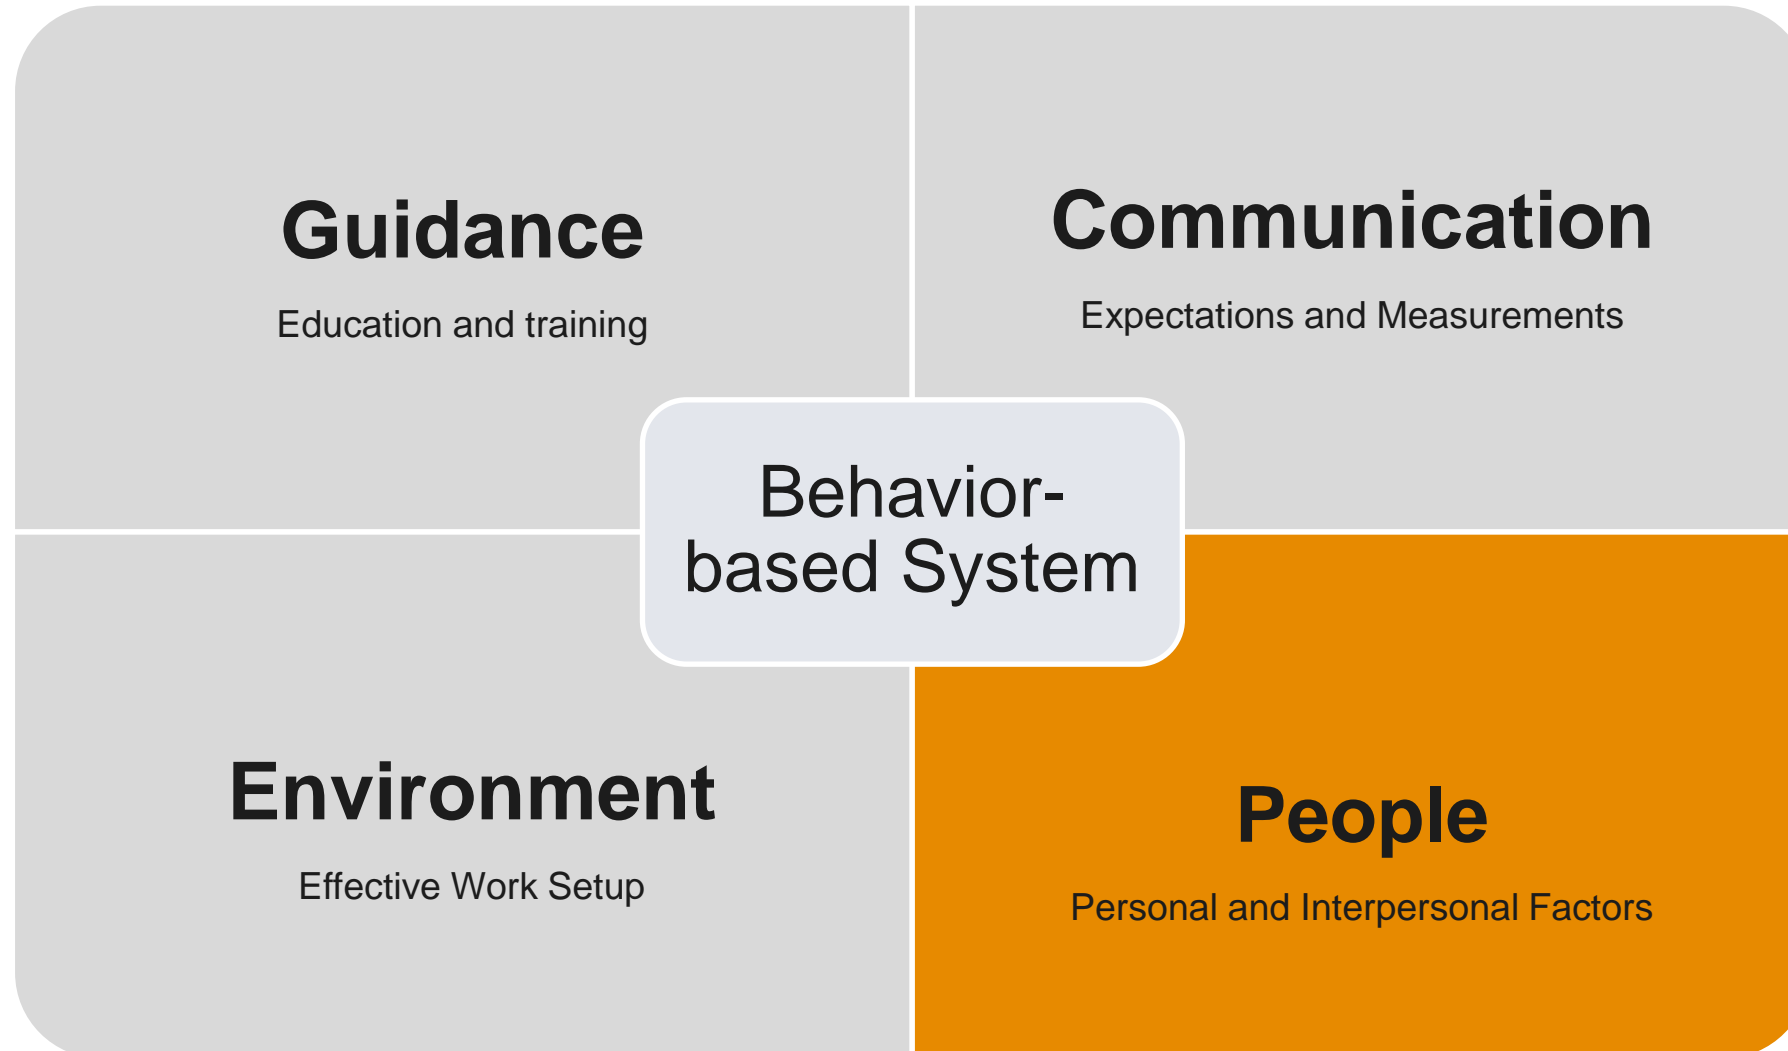 Guidance
Education and training
Communication
Expectations and Measurements
Behavior-
based System
Environment
Effective Work Setup
People
Personal and Interpersonal Factors